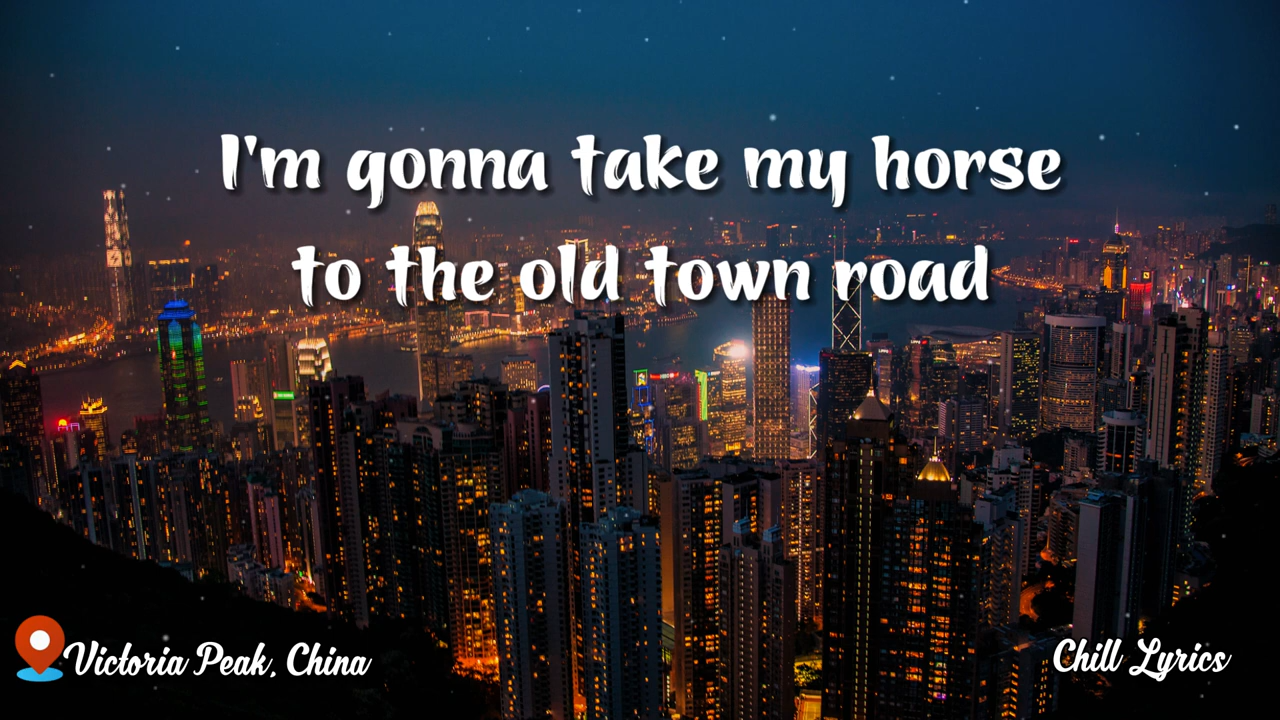 I'm gonna take my horse
to the old town road
Victoria Peak, China
Chill Lyrics